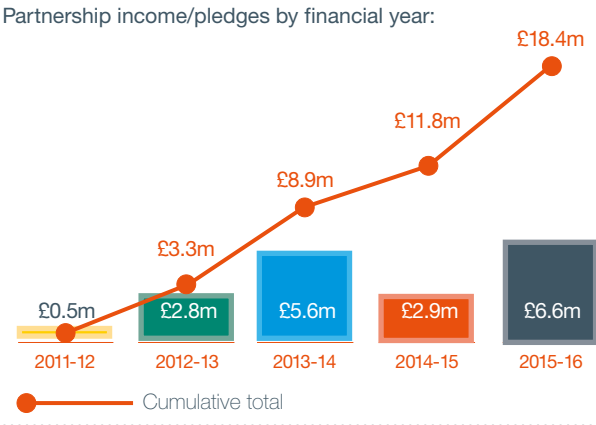 Partnership income/pledges by financial year:
£18.4m
£11.8m
£8.9m
£3.3m
£0.5m £2.8m £5.6m £2.9m £6.6m
2011-12 2012-13 2013-14 2014-15 2015-16
Cumulative total